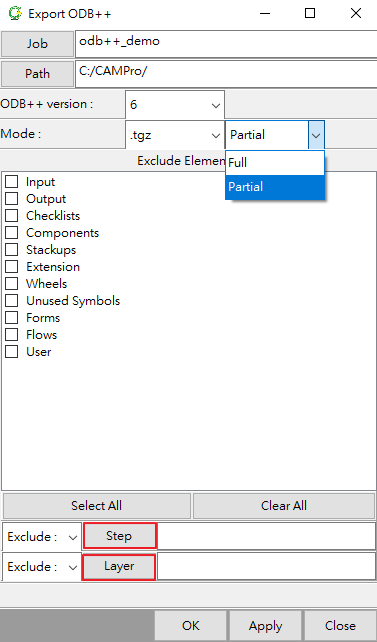 Export ODB++
Job odb++_demo
Path C:/CAMPro/
ODB++ version : 6
Mode : .tgz Partial
Exclude Elemen
Full
Partial
Input
Output
Checklists
Components
Stackups
Extension
Wheels
Unused Symbols
Forms
Flows
User
Select All Clear All
Exclude : Step
Exclude : Layer
OK Apply Close